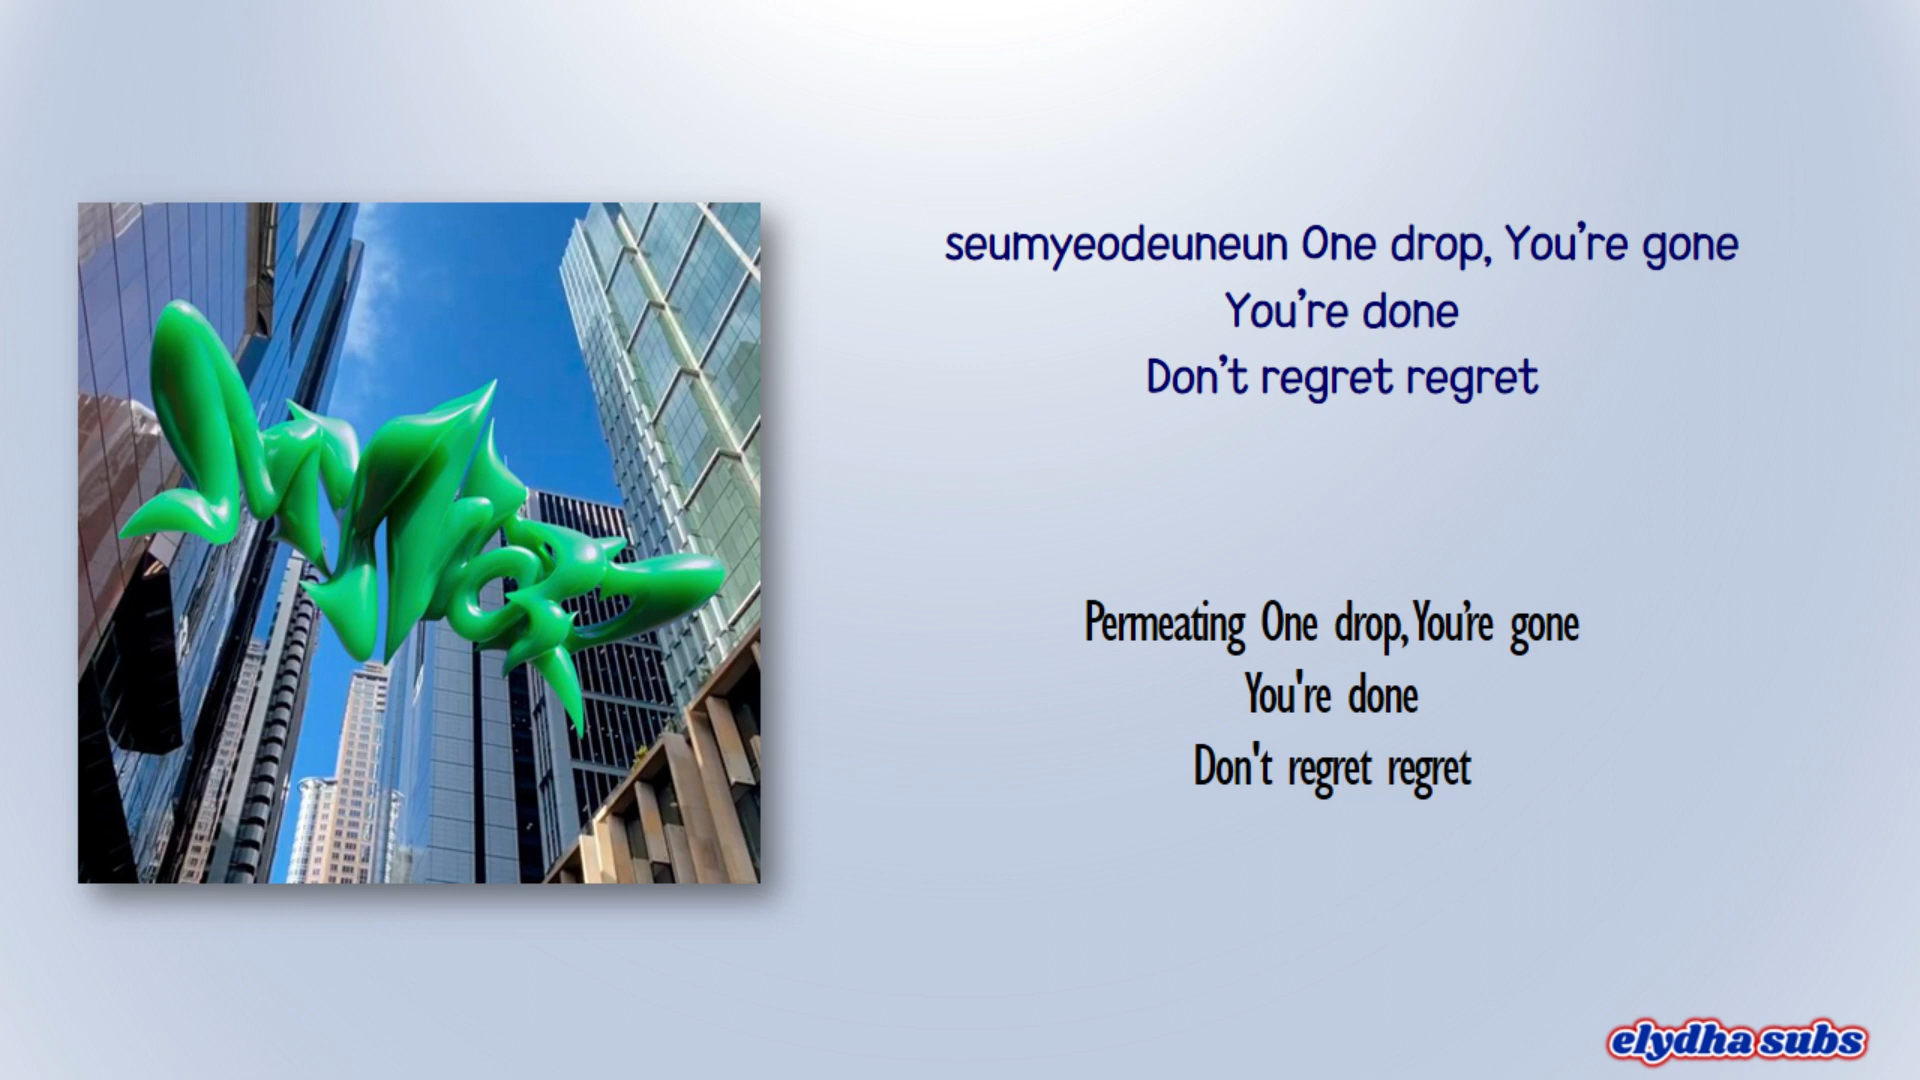 seumyeodeuneun One drop, You’re gone
You’re done
Don’t regret regret
Permeating One drop, You’re gone
You're done
Don't regret regret
elydha subs